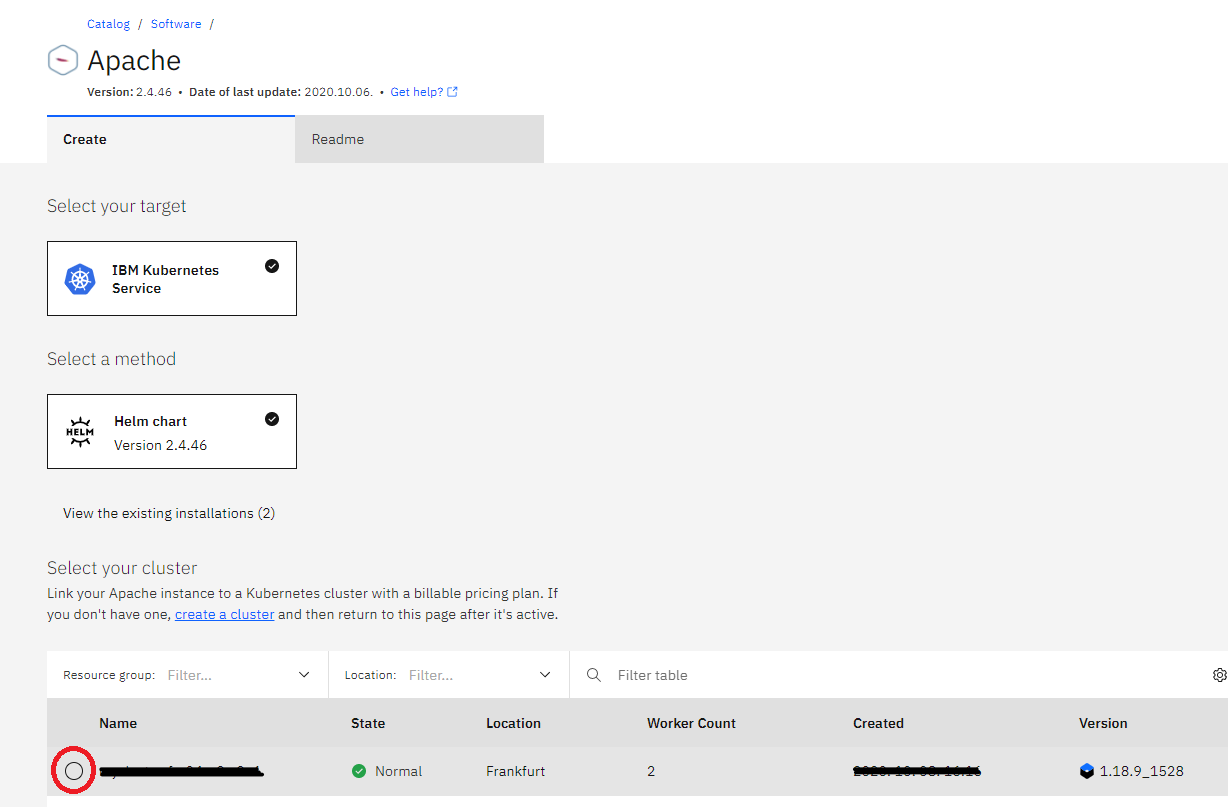 Catalog / Software /
Apache
Version: 2.4.46 • Date of last update: 2020.10.06. • Get help?
Create
Readme
Select your target
IBM Kubernetes
Service
Select a method
HELM
Helm chart
Version 2.4.46
View the existing installations (2)
Select your cluster
Link your Apache instance to a Kubernetes cluster with a billable pricing plan. If
you don't have one, create a cluster and then return to this page after it's active.
Resource group: Filter... Location: Filter... Filter table
Name State Location Worker Count Created Version
Normal Frankfurt 2 1.18.9_1528